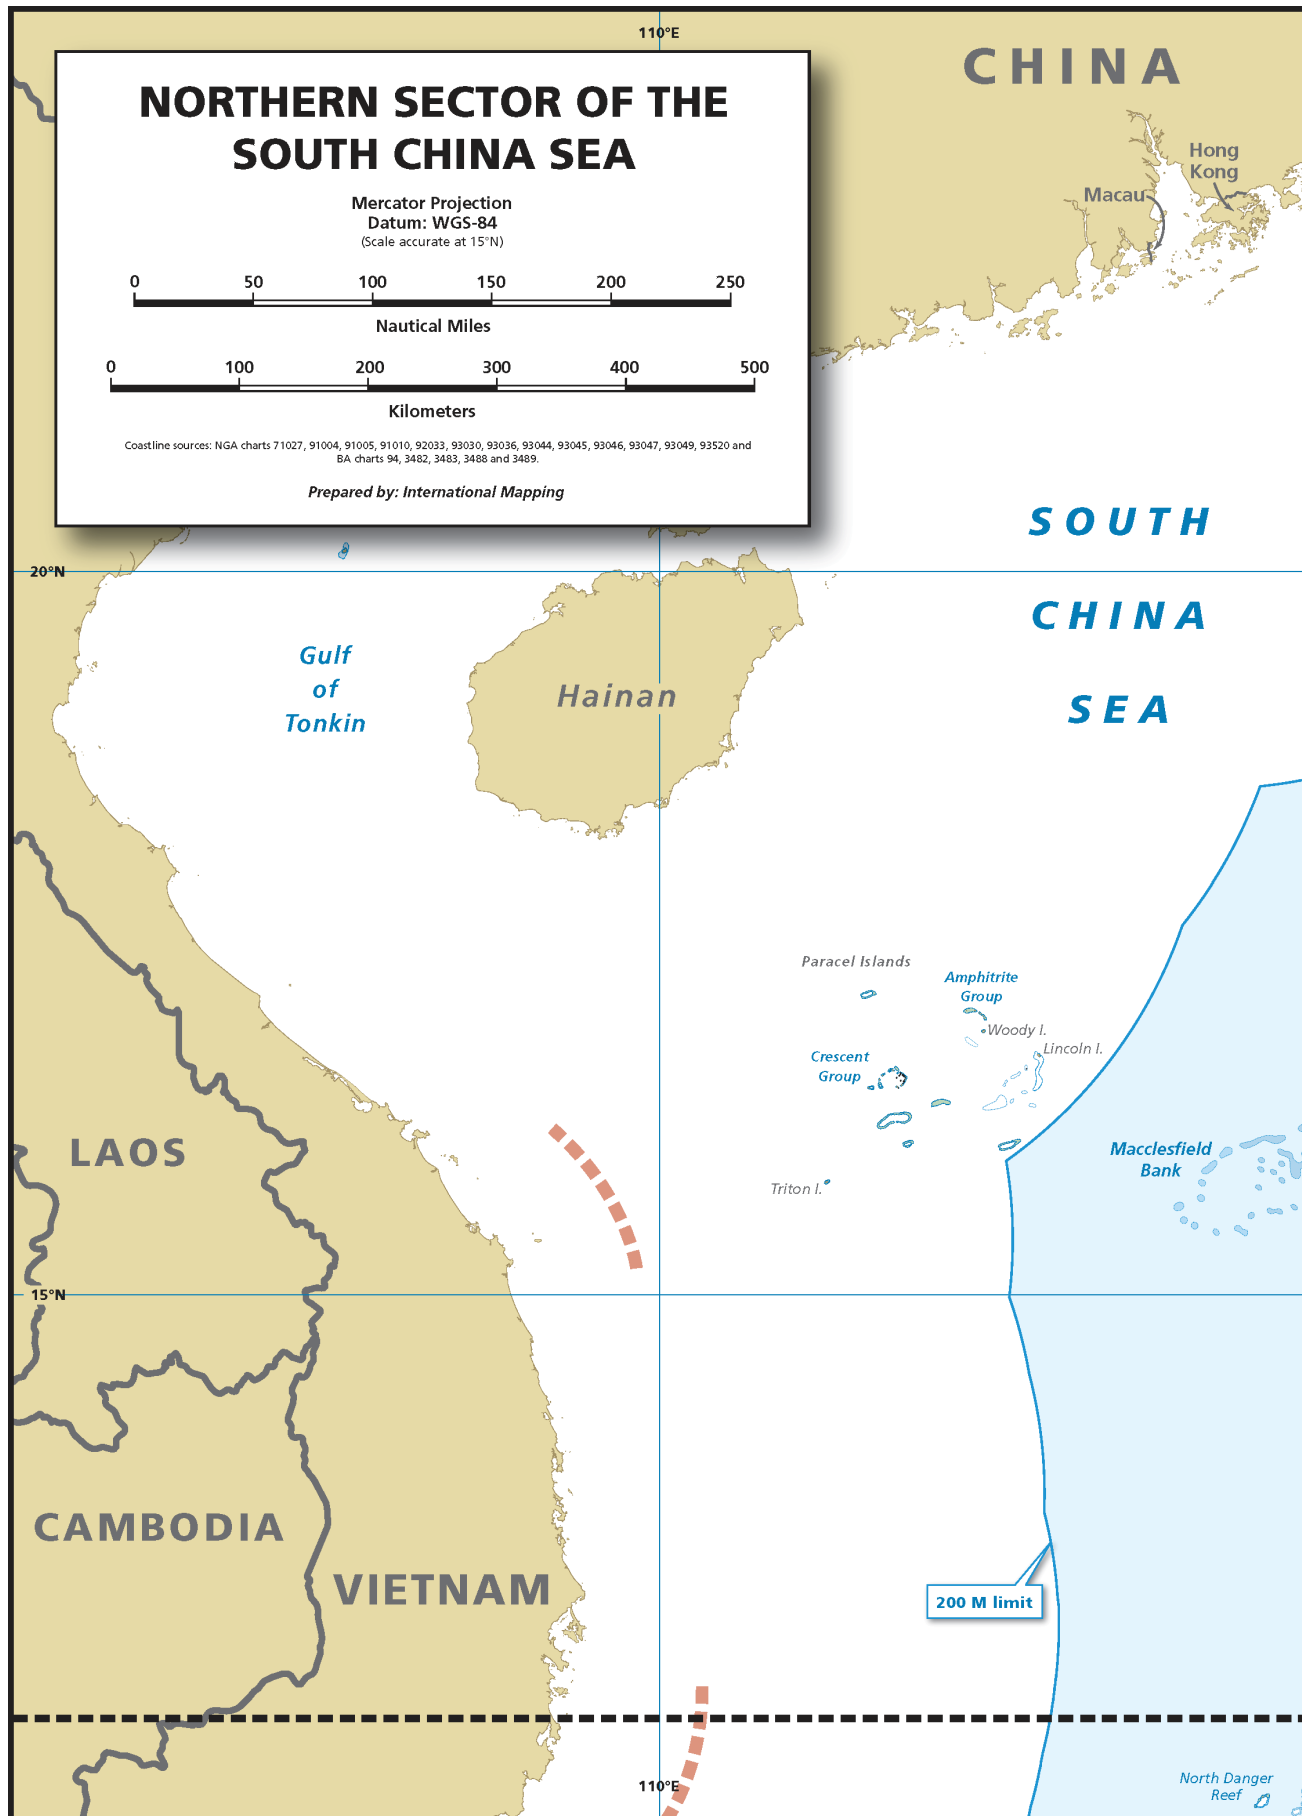 110°E
CHINA
NORTHERN SECTOR OF THE
SOUTH CHINA SEA
Mercator Projection
Datum: WGS-84
(Scale accurate at 15°N)
0 50 100 150 200 250
Nautical Miles
0 100 200 300 400 500
Kilometers
Coastline sources: NGA charts 71027, 91004, 91005, 91010, 92033, 93030, 93036, 93044, 93045, 93046, 93047, 93049, 93520 and
BA charts 94, 3482, 3483, 3488 and 3489.
Prepared by: International Mapping
Hong
Kong
Macau
SOUTH
CHINA
SEA
20°N
Gulf
of
Tonkin
Hainan
Paracel Islands
Amphitrite
Group
Woody I.
Lincoln I.
Crescent
Group
Macclesfield
Bank
Triton I.
LAOS
15°N
CAMBODIA
VIETNAM
200 M limit
110°E
North Danger
Reef